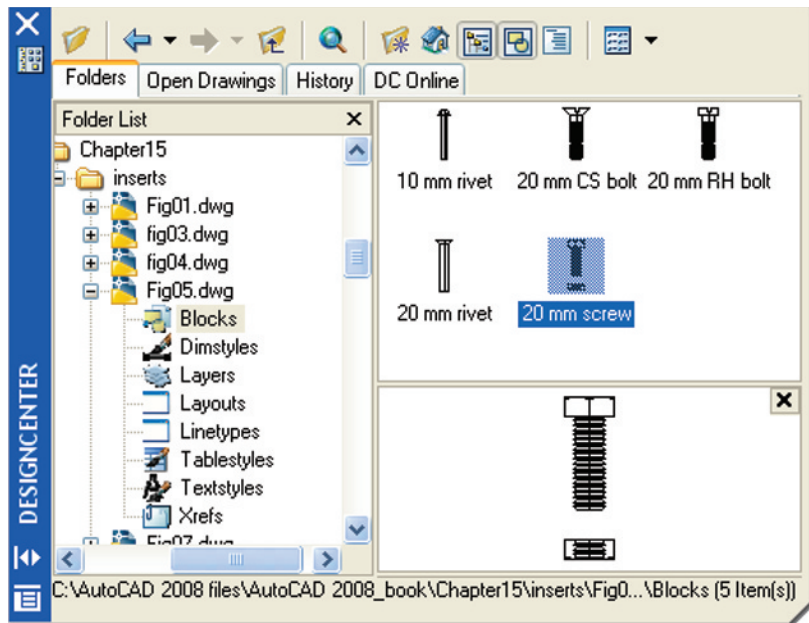 Folders Open Drawings History DC Online
Folder List
Chapter15
inserts
Fig01.dwg
fig03.dwg
fig04.dwg
Fig05.dwg
Blocks
Dimstyles
Layers
Layouts
Linetypes
Tablestyles
Textstyles
Xrefs
Fig07.dwg
10 mm rivet 20 mm CS bolt 20 mm RH bolt
20 mm rivet 20 mm screw
DESIGNCENTER
C:\AutoCAD 2008 files\AutoCAD 2008_book\Chapter15\inserts\Fig0...\Blocks (5 Item(s))